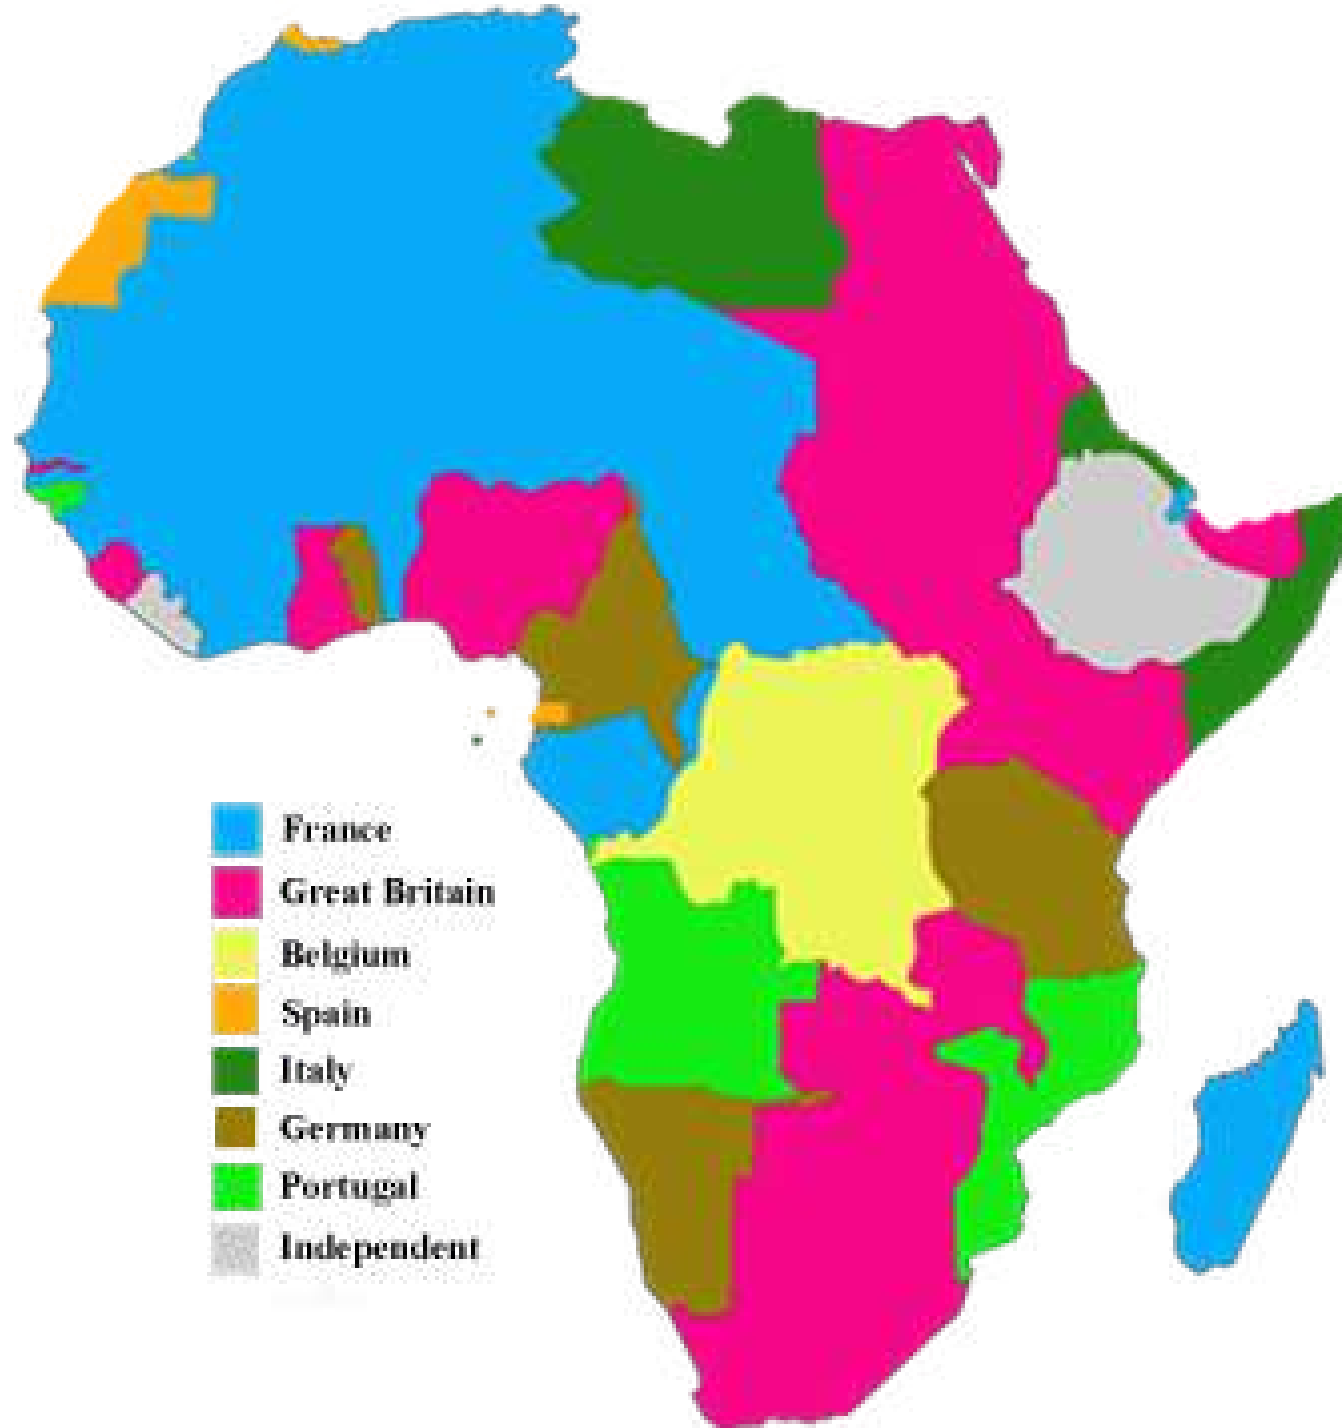 France
Great Britain
Belgium
Spain
Italy
Germany
Portugal
Independent